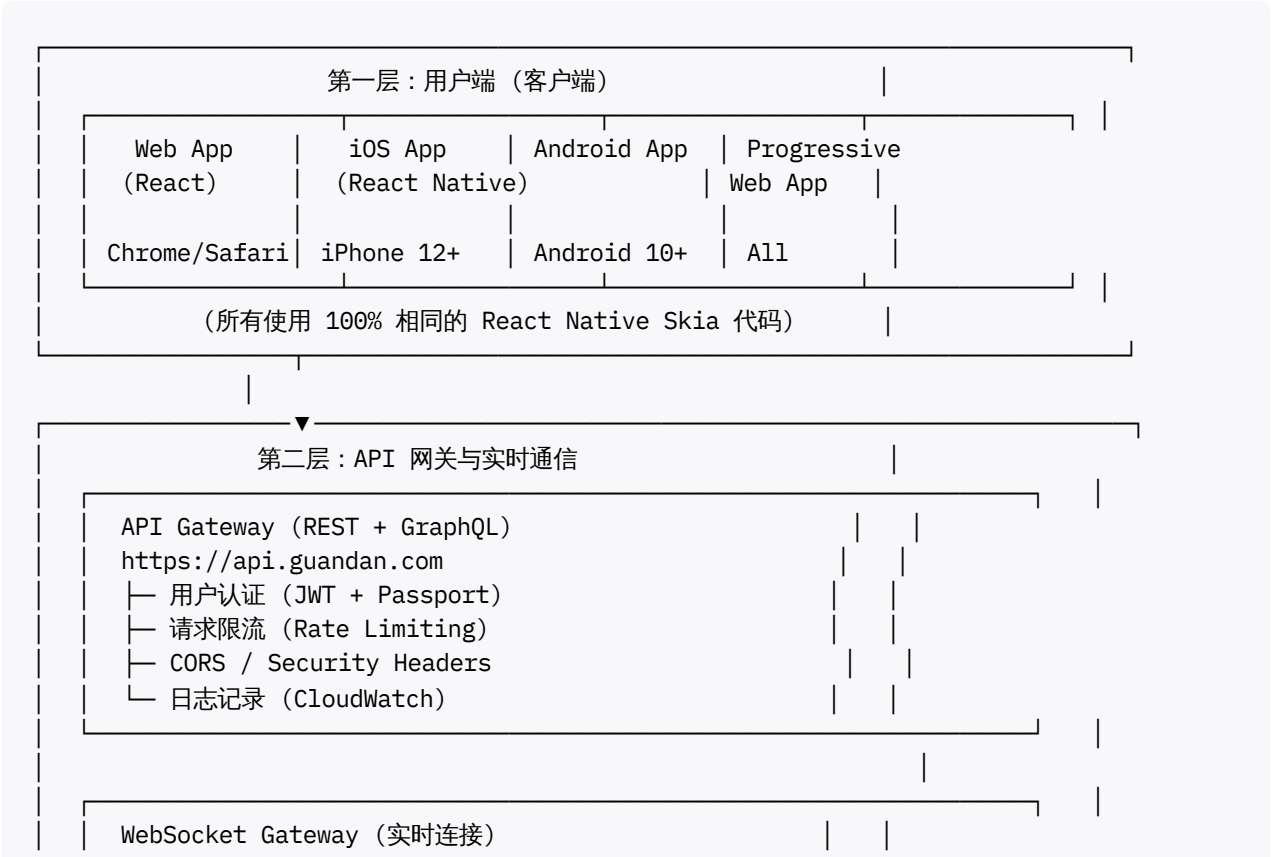 第一层：用户端 (客户端)
Web App │ iOS App │ Android App │ Progressive
(React) │ (React Native) │ Web App │
Chrome/Safari│ iPhone 12+ │ Android 10+ │ All │
(所有使用 100% 相同的 React Native Skia 代码)
▼
第二层：API 网关与实时通信
API Gateway (REST + GraphQL)
https://api.guandan.com
├─ 用户认证 (JWT + Passport)
├─ 请求限流 (Rate Limiting)
├─ CORS / Security Headers
└─ 日志记录 (CloudWatch)
WebSocket Gateway (实时连接)